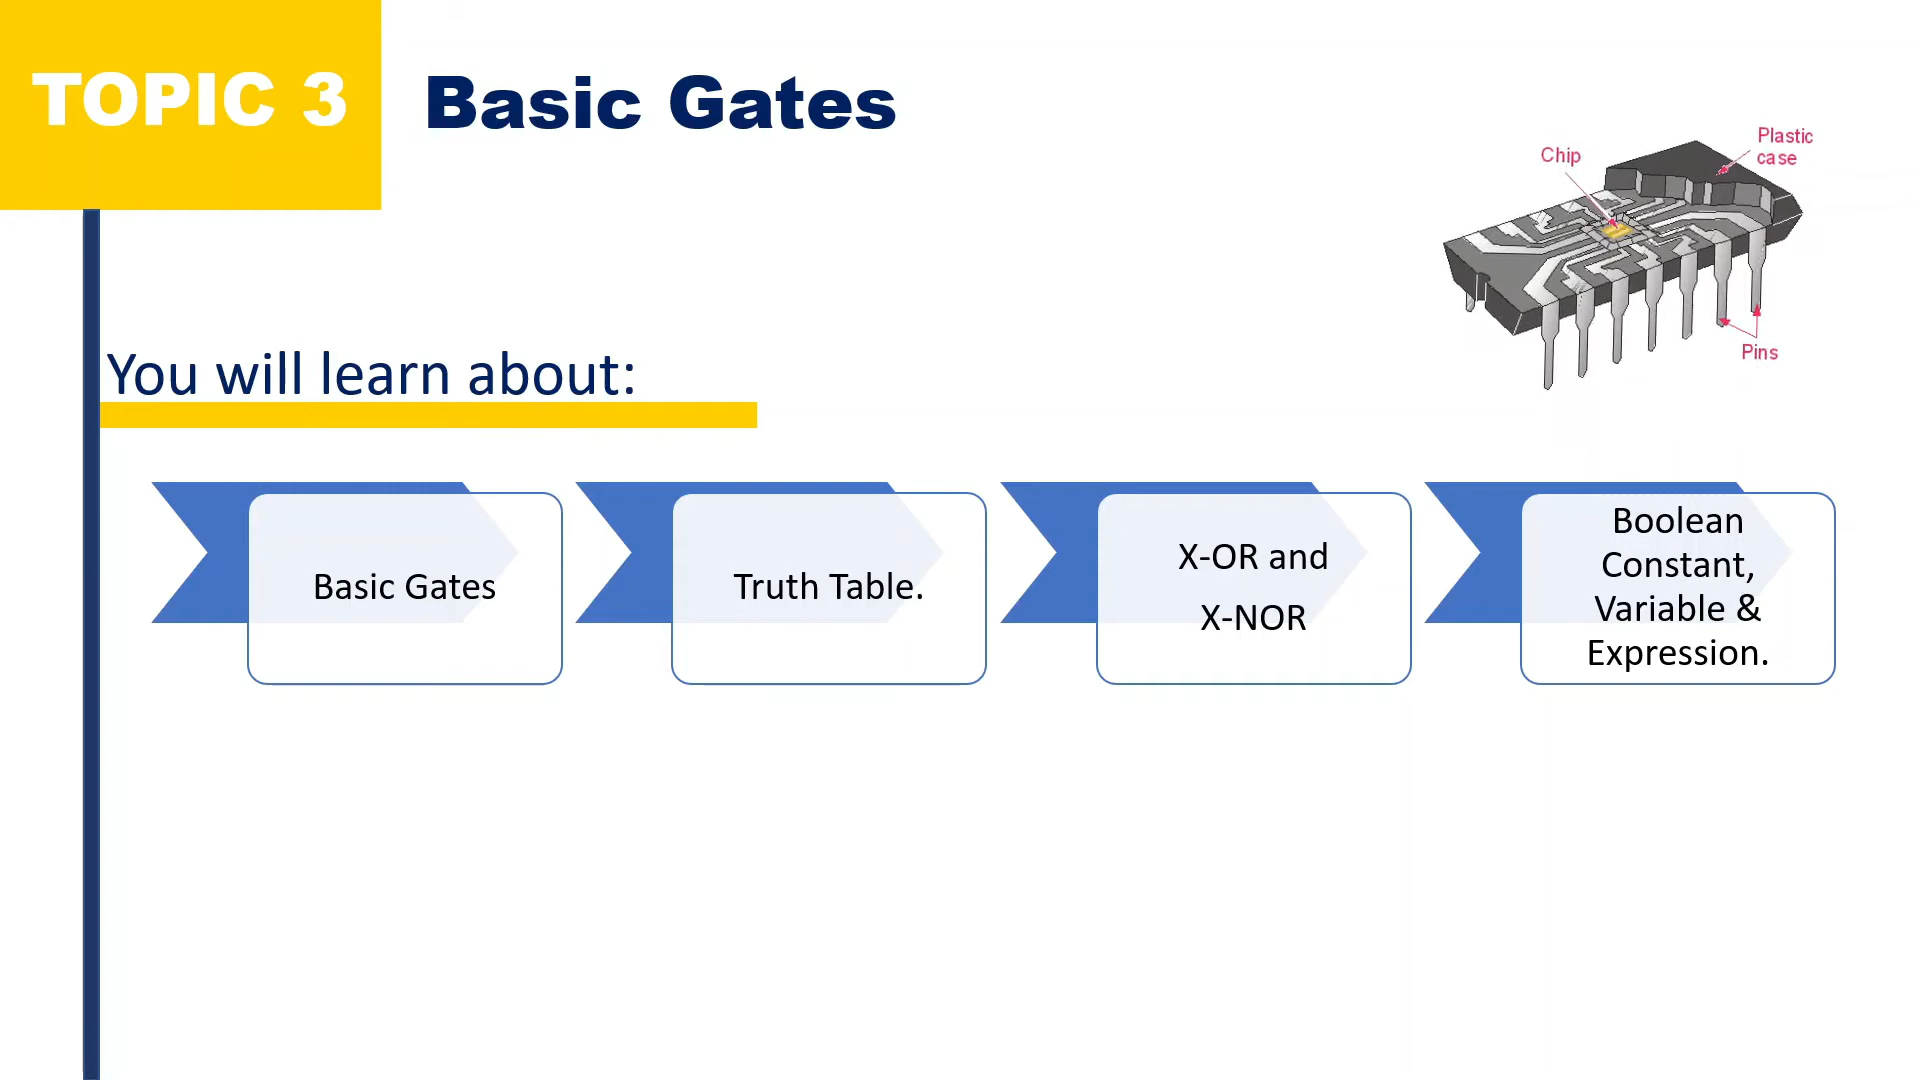 TOPIC 3
Basic Gates
Chip
Plastic
case
Pins
You will learn about:
Basic Gates
Truth Table.
X-OR and
X-NOR
Boolean
Constant,
Variable &
Expression.